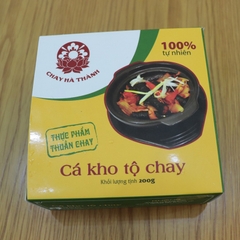 CHAY HÀ THÀNH
100%
tự nhiên
THỰC PHẨM
THUẦN CHAY
Cá kho tộ chay
Khối lượng tịnh 200g